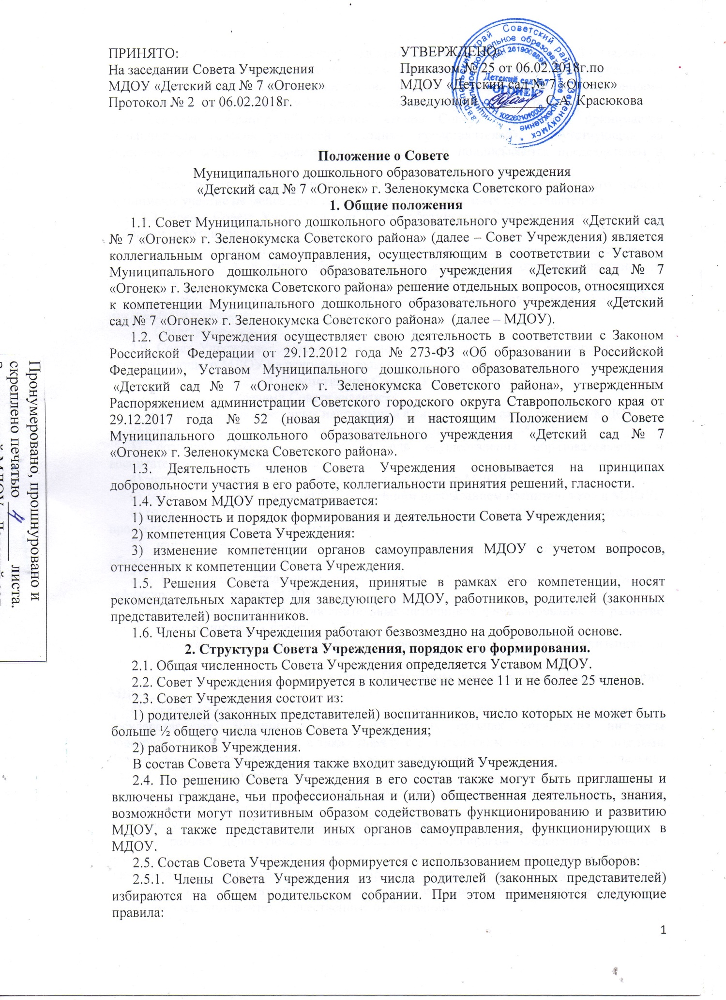 ПРИНЯТО:
На заседании Совета Учреждения
МДОУ «Детский сад № 7 «Огонек»
Протокол № 2 от 06.02.2018г.
УТВЕРЖДЕНО:
Приказом № 25 от 06.02.2018г.по
МДОУ «Детский сад № 7 «Огонек»
Заведующий С.А. Красюкова
Советский район г.Зеленокумск
дошкольное образовательное учреждение
Детский сад №7
"ОГОНЕК"
ОГРН 1022601010002
Положение о Совете
Муниципального дошкольного образовательного учреждения
«Детский сад № 7 «Огонек» г. Зеленокумска Советского района»
1. Общие положения
1.1. Совет Муниципального дошкольного образовательного учреждения «Детский сад
№ 7 «Огонек» г. Зеленокумска Советского района» (далее – Совет Учреждения) является
коллегиальным органом самоуправления, осуществляющим в соответствии с Уставом
Муниципального дошкольного образовательного учреждения «Детский сад № 7
«Огонек» г. Зеленокумска Советского района» решение отдельных вопросов, относящихся
к компетенции Муниципального дошкольного образовательного учреждения «Детский
сад № 7 «Огонек» г. Зеленокумска Советского района» (далее – МДОУ).
1.2. Совет Учреждения осуществляет свою деятельность в соответствии с Законом
Российской Федерации от 29.12.2012 года № 273-ФЗ «Об образовании в Российской
Федерации», Уставом Муниципального дошкольного образовательного учреждения
«Детский сад № 7 «Огонек» г. Зеленокумска Советского района», утвержденным
Распоряжением администрации Советского городского округа Ставропольского края от
29.12.2017 года № 52 (новая редакция) и настоящим Положением о Совете
Муниципального дошкольного образовательного учреждения «Детский сад № 7
«Огонек» г. Зеленокумска Советского района».
1.3. Деятельность членов Совета Учреждения основывается на принципах
добровольности участия в его работе, коллегиальности принятия решений, гласности.
1.4. Уставом МДОУ предусматривается:
1) численность и порядок формирования и деятельности Совета Учреждения;
2) компетенция Совета Учреждения:
3) изменение компетенции органов самоуправления МДОУ с учетом вопросов,
отнесенных к компетенции Совета Учреждения.
1.5. Решения Совета Учреждения, принятые в рамках его компетенции, носят
рекомендательных характер для заведующего МДОУ, работников, родителей (законных
представителей) воспитанников.
1.6. Члены Совета Учреждения работают безвозмездно на добровольной основе.
2. Структура Совета Учреждения, порядок его формирования.
2.1. Общая численность Совета Учреждения определяется Уставом МДОУ.
2.2. Совет Учреждения формируется в количестве не менее 11 и не более 25 членов.
2.3. Совет Учреждения состоит из:
1) родителей (законных представителей) воспитанников, число которых не может быть
больше ½ общего числа членов Совета Учреждения;
2) работников Учреждения.
В состав Совета Учреждения также входит заведующий Учреждения.
2.4. По решению Совета Учреждения в его состав также могут быть приглашены и
включены граждане, чьи профессиональная и (или) общественная деятельность, знания,
возможности могут позитивным образом содействовать функционированию и развитию
МДОУ, а также представители иных органов самоуправления, функционирующих в
МДОУ.
2.5. Состав Совета Учреждения формируется с использованием процедур выборов:
2.5.1. Члены Совета Учреждения из числа родителей (законных представителей)
избираются на общем родительском собрании. При этом применяются следующие
правила:
1
Пронумеровано, прошнуровано и
скреплено печатью 4 листа.